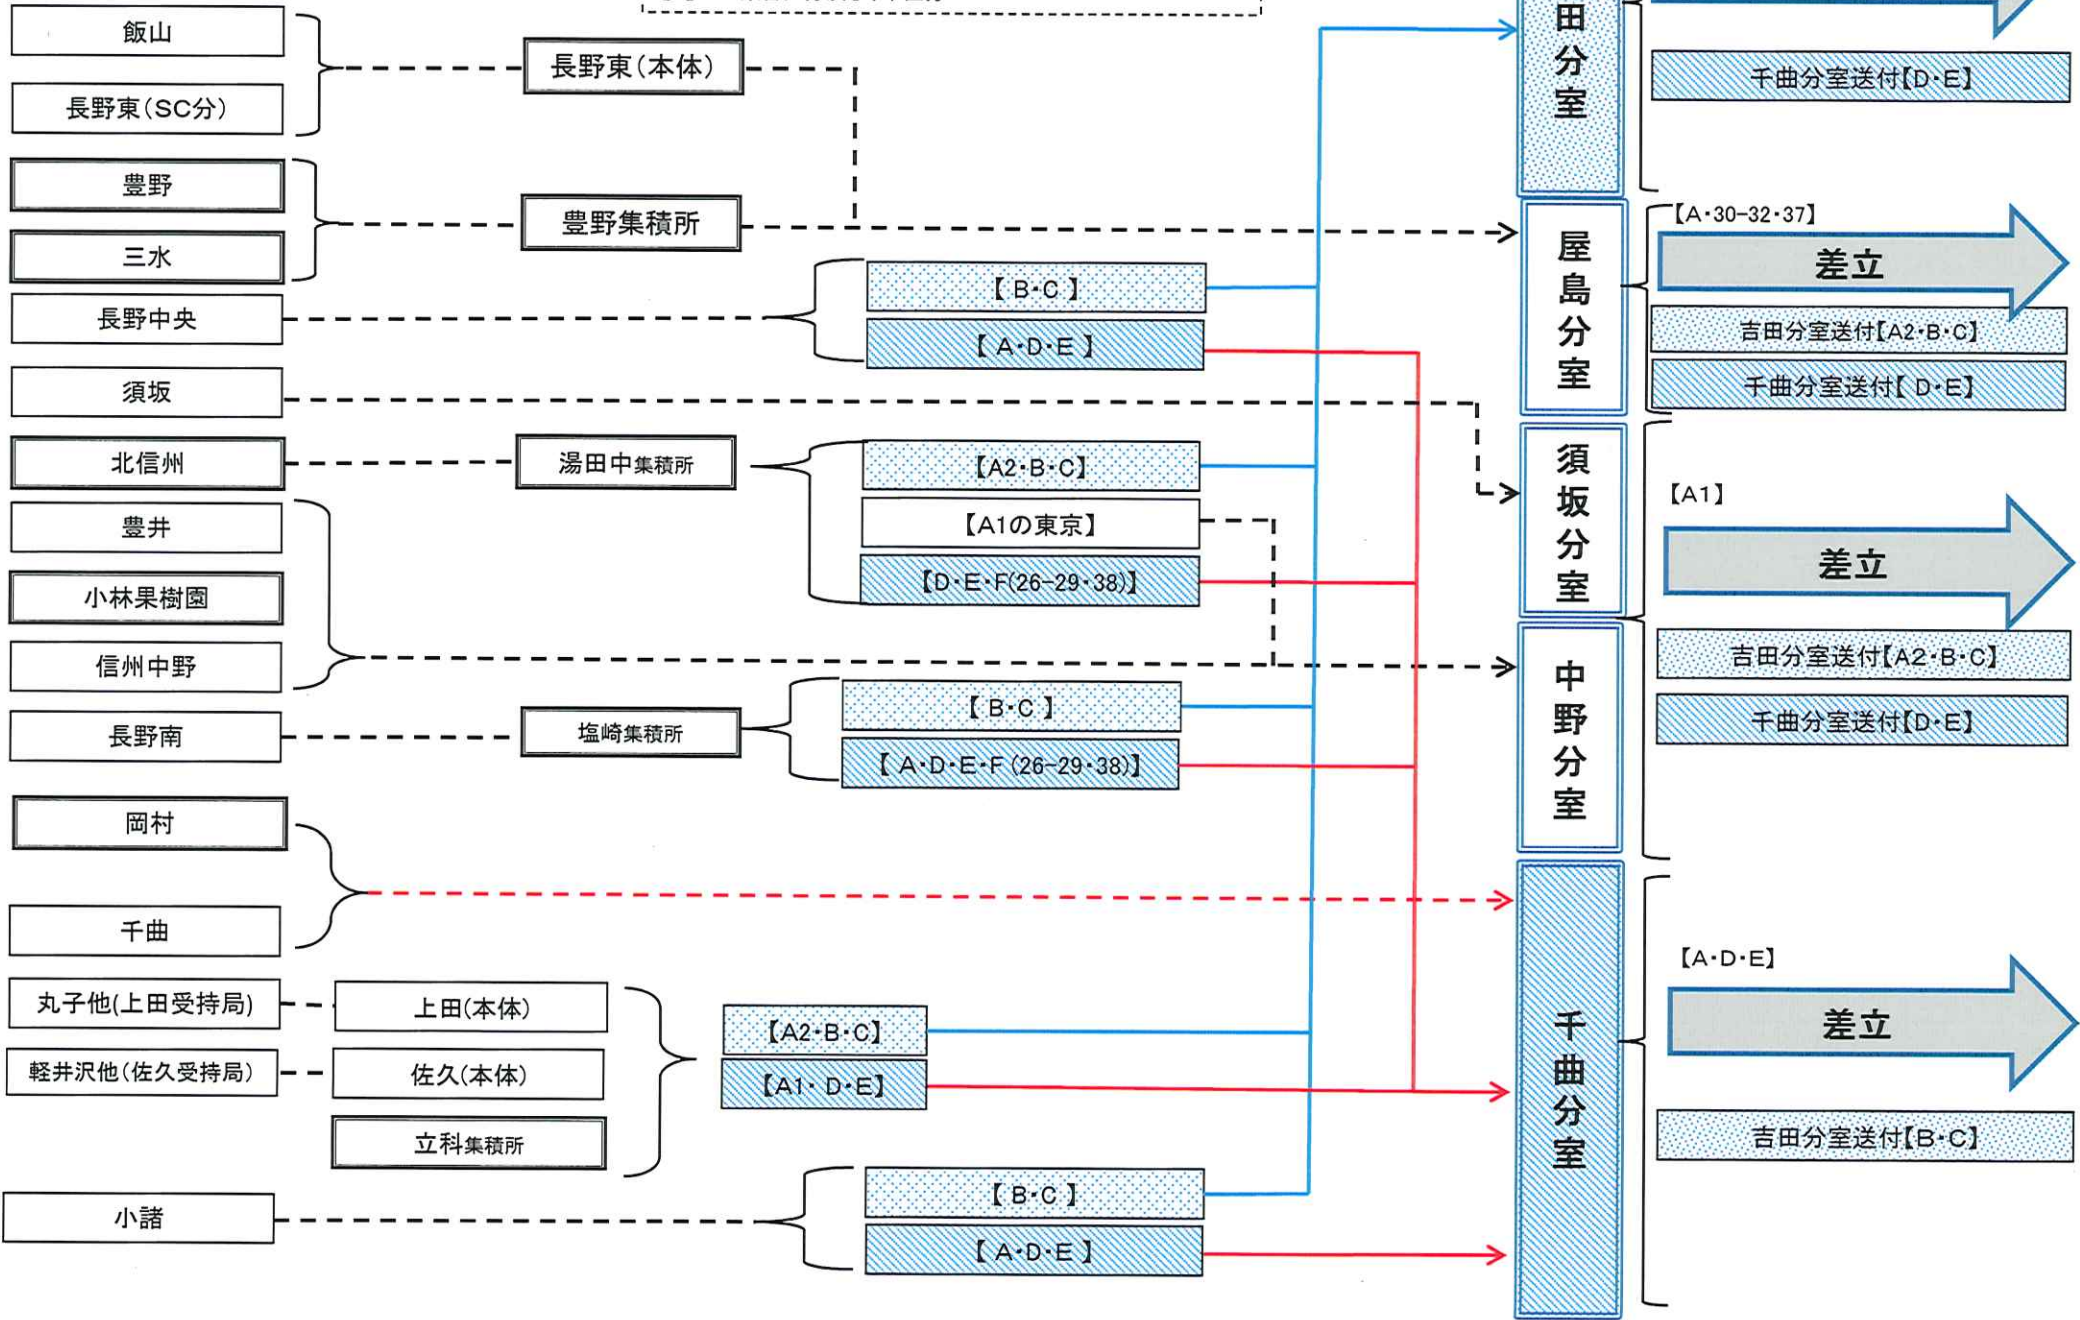 飯山
長野東(本体)
長野東(SC分)
豊野
豊野集積所
三水
長野中央
【 B・C 】
【 A・D・E 】
須坂
北信州
湯田中集積所
【A2・B・C】
【A1の東京】
【D・E・F(26-29・38)】
豊井
小林果樹園
信州中野
長野南
塩崎集積所
【 B・C 】
【 A・D・E・F (26-29・38)】
岡村
千曲
丸子他(上田受持局)
上田(本体)
軽井沢他(佐久受持局)
佐久(本体)
立科集積所
【A2・B・C】
【A1・ D・E】
小諸
【 B・C 】
【 A・D・E 】
田分室
千曲分室送付【D・E】
屋島分室
【A・30-32・37】
差立
吉田分室送付【A2・B・C】
千曲分室送付【 D・E】
須坂分室
中野分室
【A1】
差立
吉田分室送付【A2・B・C】
千曲分室送付【D・E】
千曲分室
【A・D・E】
差立
吉田分室送付【B・C】